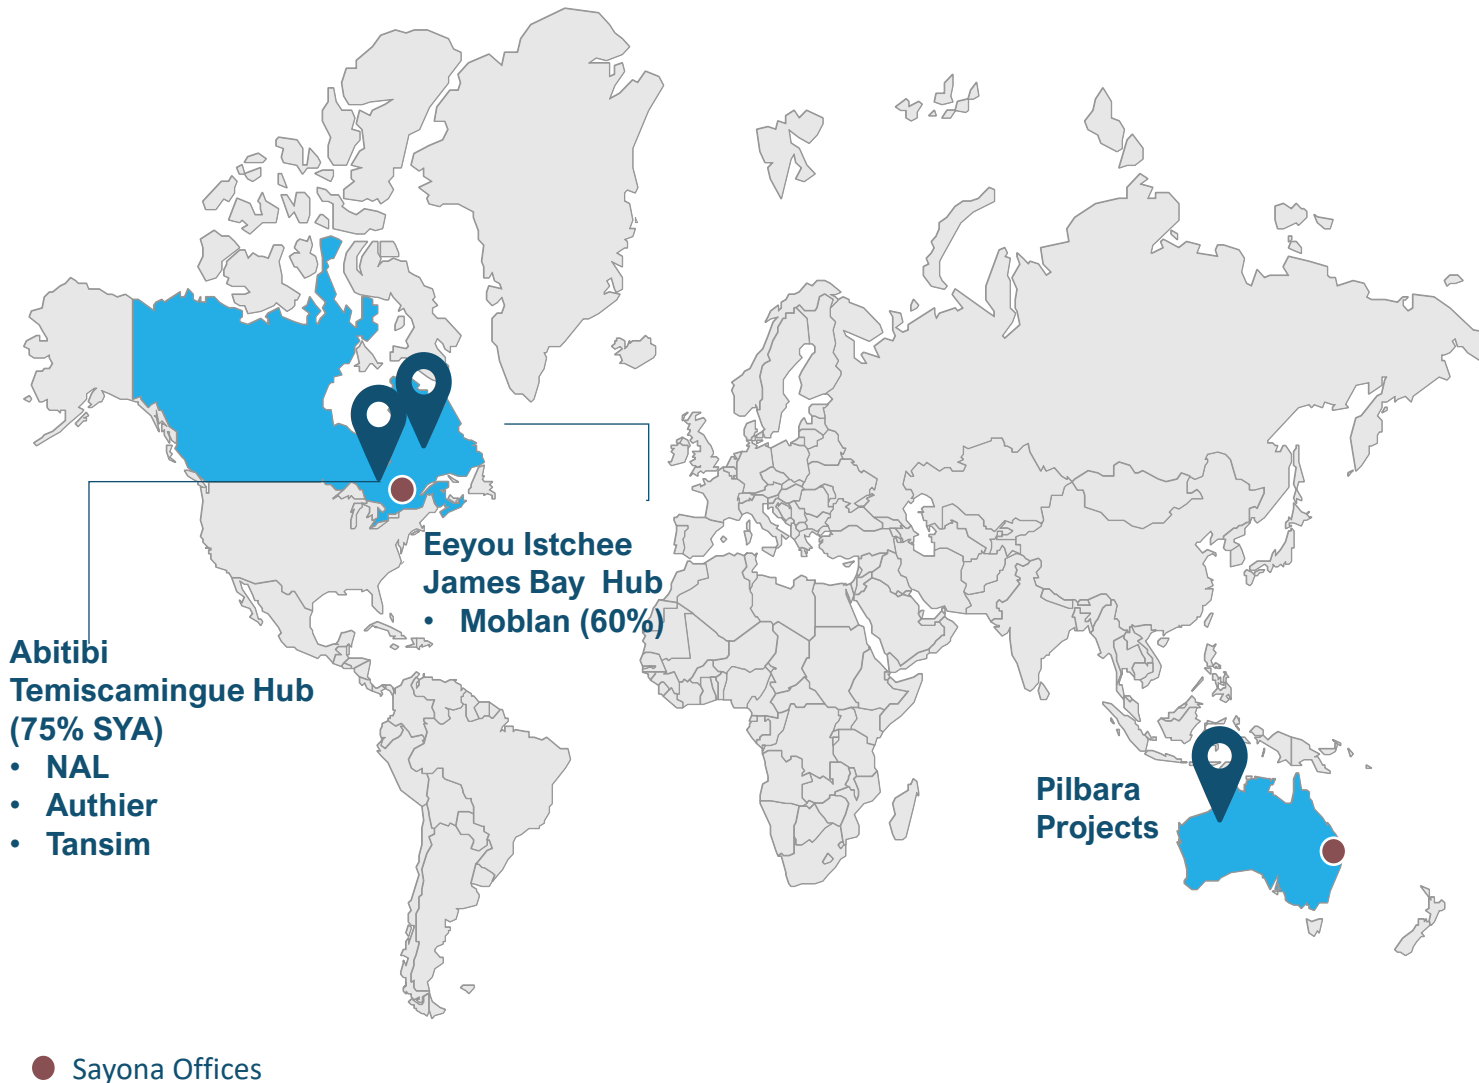 Eeyou Istchee
James Bay  Hub
• Moblan (60%)
Abitibi
Temiscamingue Hub
(75% SYA)
• NAL
• Authier
• Tansim
Pilbara
Projects
Sayona Offices